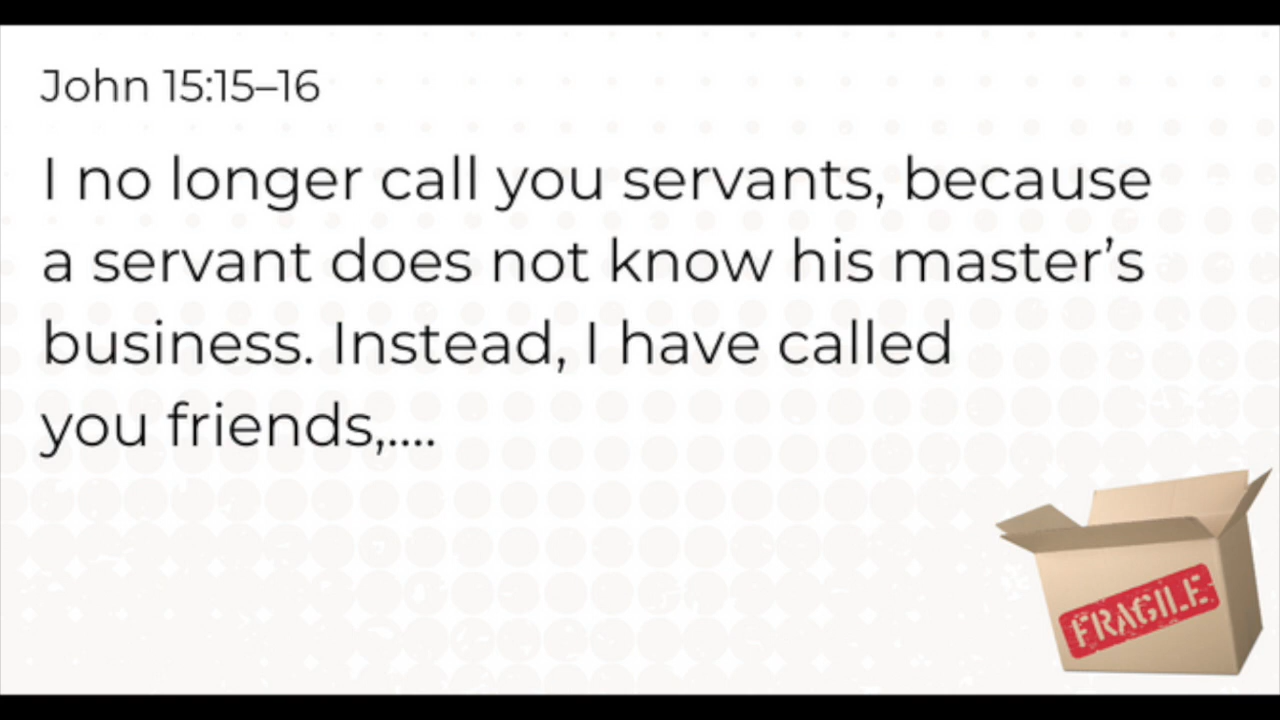 John 15:15–16
I no longer call you servants, because
a servant does not know his master’s
business. Instead, I have called
you friends,....
FRAGILE